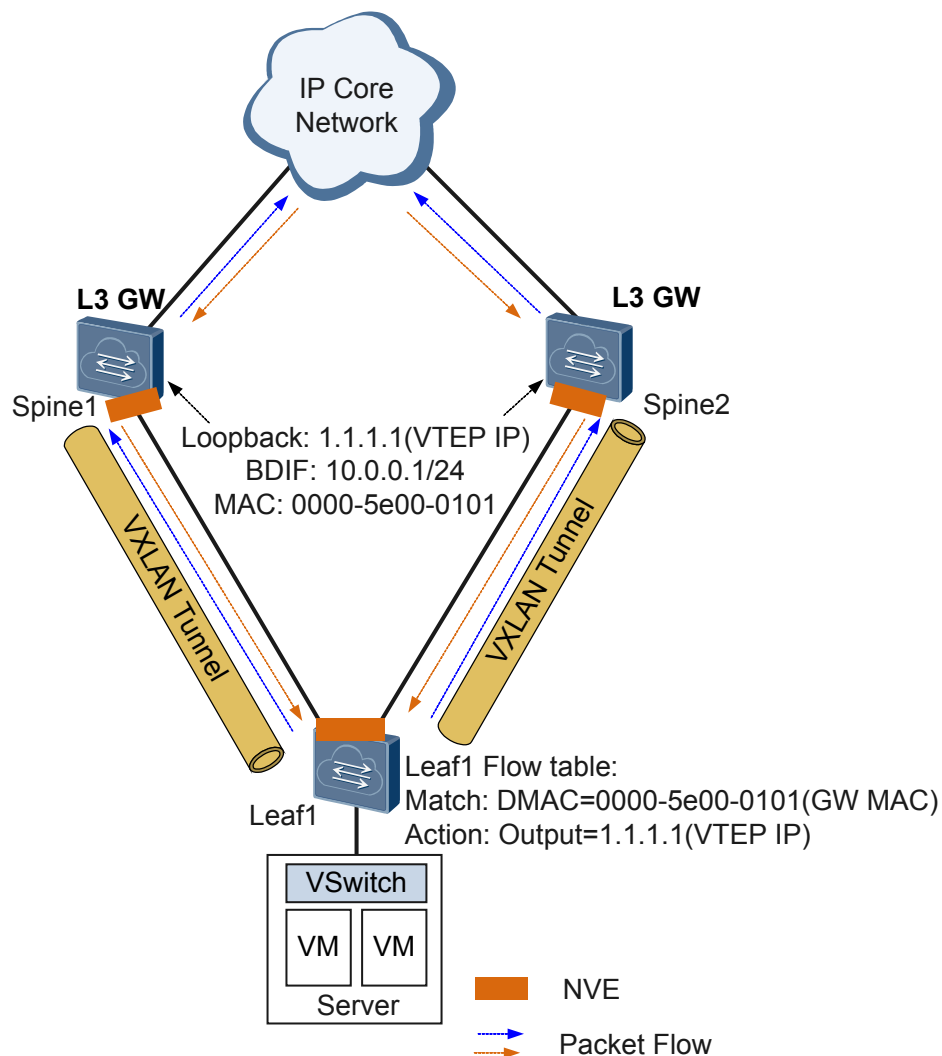 IP Core
Network
L3 GW
L3 GW
Spine1
Spine2
Loopback: 1.1.1.1(VTEP IP)
BDIF: 10.0.0.1/24
MAC: 0000-5e00-0101
VXLAN Tunnel
VXLAN Tunnel
Leaf1
Leaf1 Flow table:
Match: DMAC=0000-5e00-0101(GW MAC)
Action: Output=1.1.1.1(VTEP IP)
VSwitch
VM
VM
Server
NVE
Packet Flow